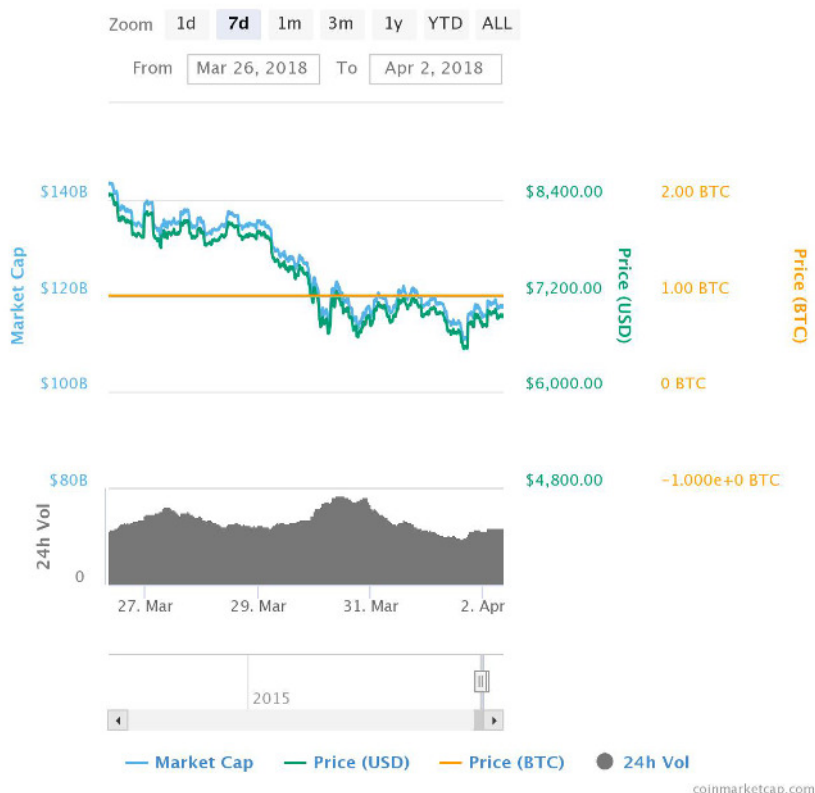 Zoom 1d 7d 1m 3m 1y YTD ALL
From Mar 26, 2018 To Apr 2, 2018
$140B $8,400.00 2.00 BTC
Market Cap
Price (USD)
Price (BTC)
$120B $7,200.00 1.00 BTC
$100B $6,000.00 0 BTC
$80B $4,800.00 -1.000e+0 BTC
24h Vol
0
27. Mar 29. Mar 31. Mar 2. Apr
2015
Market Cap Price (USD) Price (BTC) 24h Vol
coinmarketcap.com